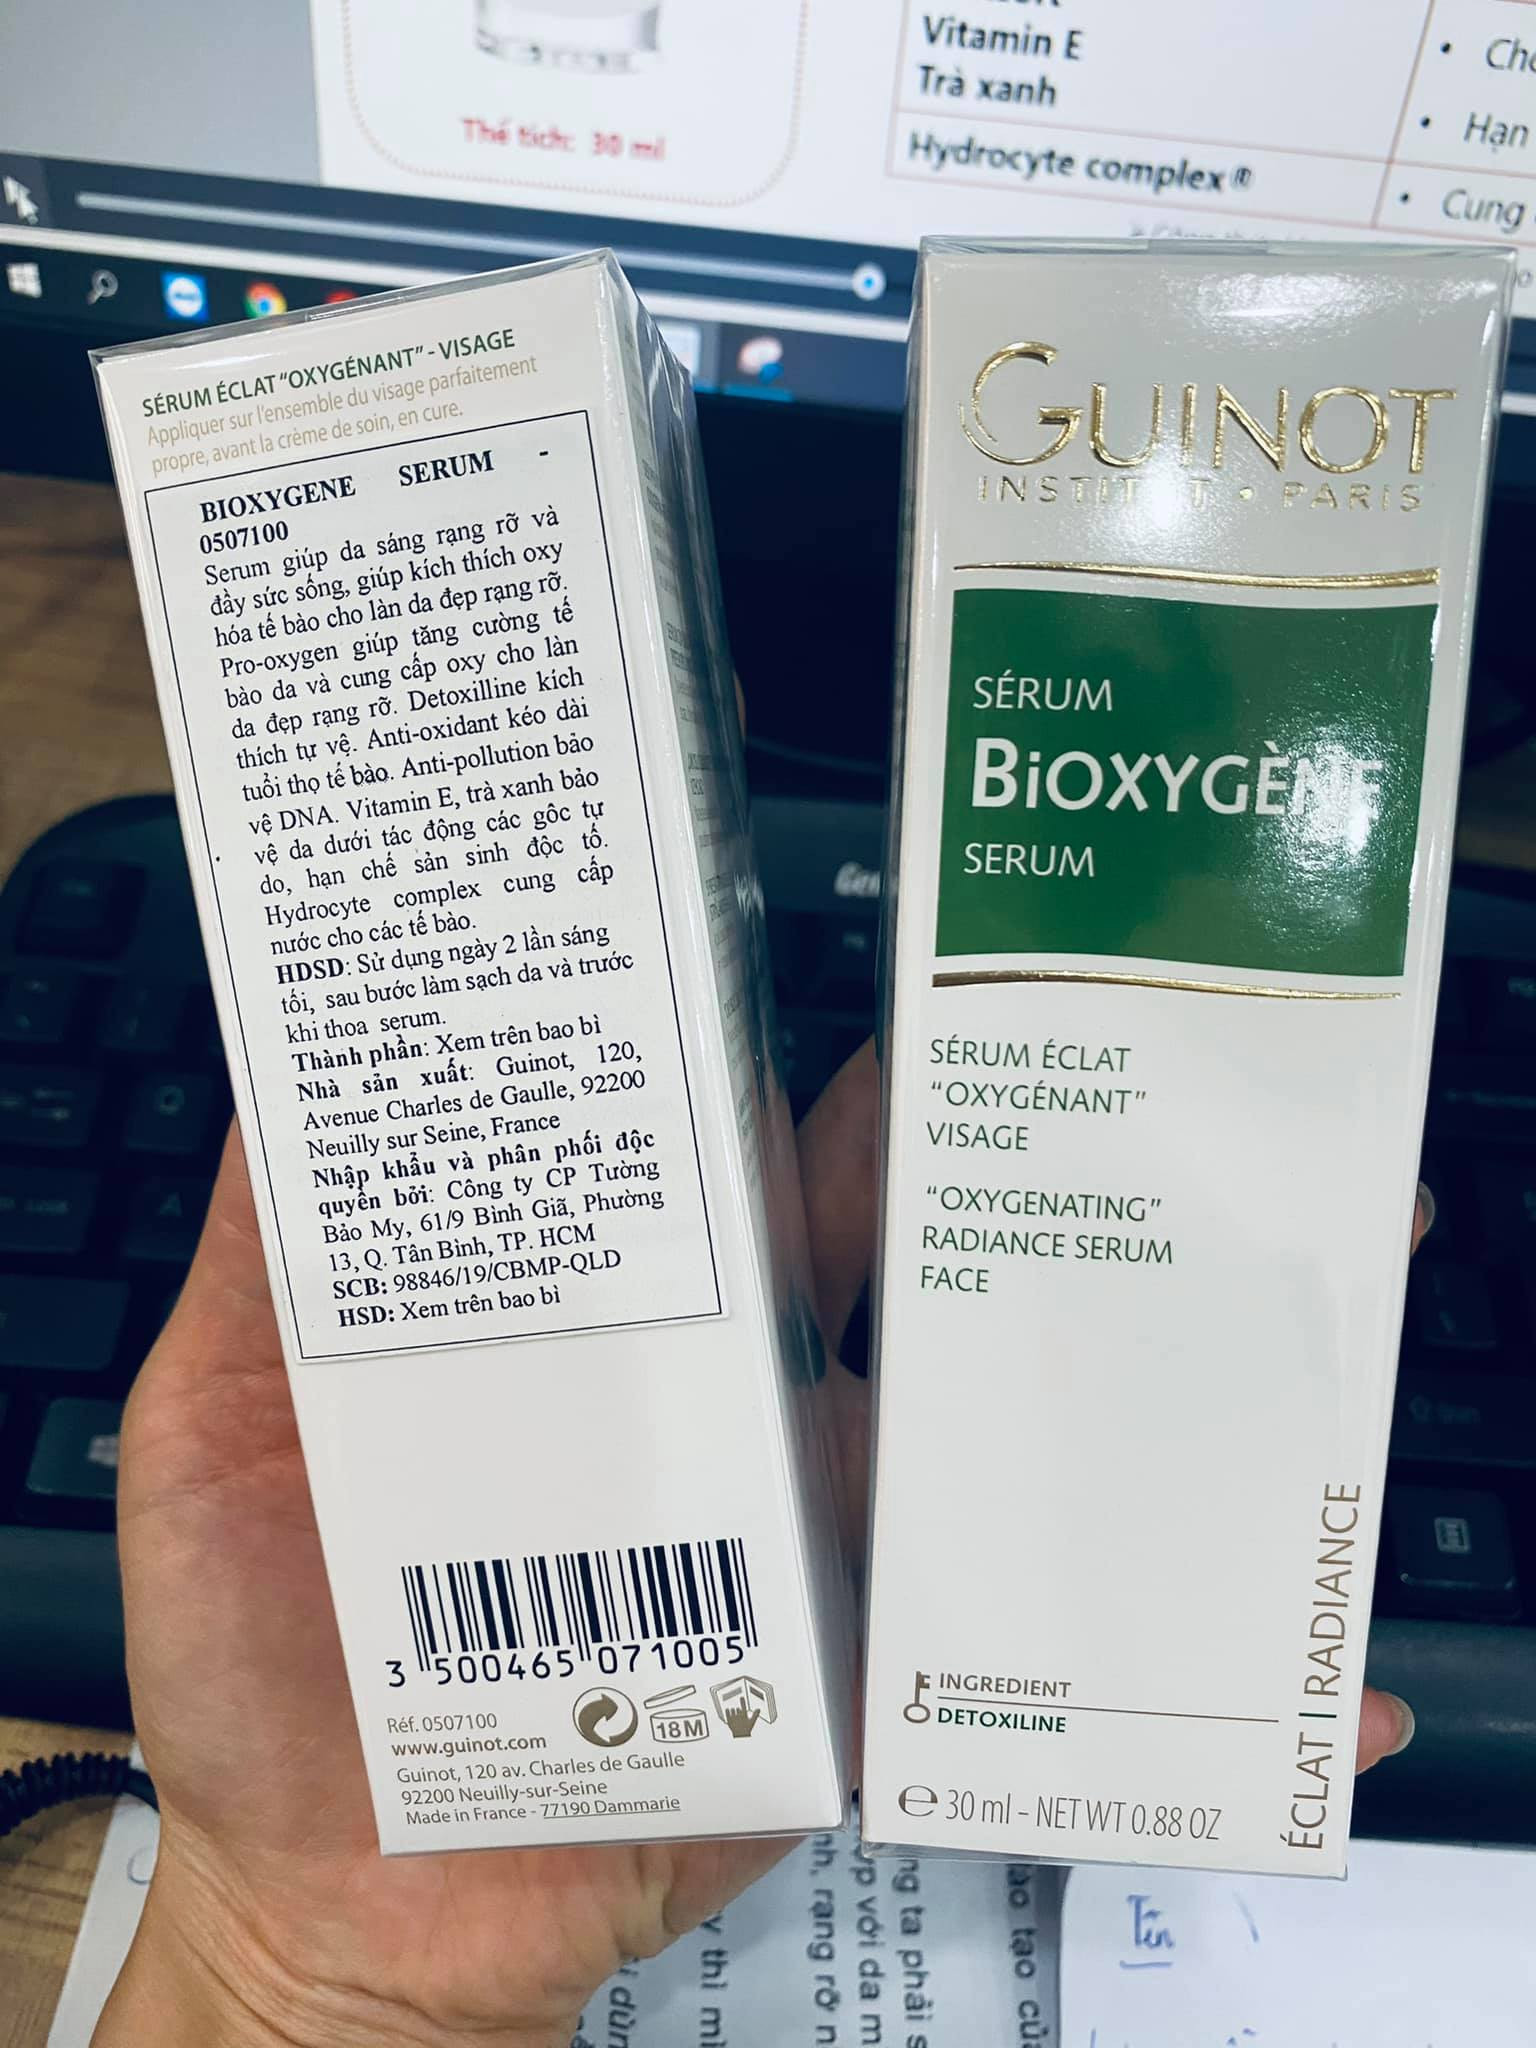 Vitamin E
Trà xanh
Hydrocyte complex®
Thể tích: 30 ml
Hạn
Cung
SÉRUM ÉCLAT “OXYGÉNANT” - VISAGE
Appliquer sur l'ensemble du visage parfaitement
propre, avant la crème de soin, en cure.
BIOXYGENE SERUM -
0507100
Serum giúp da sáng rạng rỡ và
đầy sức sống, giúp kích thích oxy
hóa tế bào cho làn da đẹp rạng rỡ.
Pro-oxygen giúp tăng cường tế
bào da và cung cấp oxy cho làn
da đẹp rạng rỡ. Detoxilline kích
thích tự vệ. Anti-oxidant kéo dài
tuổi thọ tế bào. Anti-pollution bảo
vệ DNA. Vitamin E, trà xanh bảo
vệ da dưới tác động các gôc tự
do, hạn chế sản sinh độc tố.
Hydrocyte complex cung cấp
nước cho các tế bào.
HDSD: Sử dụng ngày 2 lần sáng
tối, sau bước làm sạch da và trước
khi thoa serum.
Thành phần: Xem trên bao bì
Nhà sản xuất: Guinot, 120,
Avenue Charles de Gaulle, 92200
Neuilly sur Seine, France
Nhập khẩu và phân phối độc
quyền bởi: Công ty CP Tường
Bảo My, 61/9 Bình Giã, Phường
13, Q. Tân Bình, TP. HCM
SCB: 98846/19/CBMP-QLD
HSD: Xem trên bao bì
3 500465 071005
Réf. 0507100
www.guinot.com
18M
Guinot, 120 av. Charles de Gaulle
92200 Neuilly-sur-Seine
Made in France - 77190 Dammarie
GUINOT
INSTITUT • PARIS
SÉRUM
BiOXYGÈNE
SERUM
SÉRUM ÉCLAT
“OXYGÉNANT”
VISAGE
“OXYGENATING”
RADIANCE SERUM
FACE
INGREDIENT
DETOXILINE
ÉCLAT | RADIANCE
e 30 ml - NET WT 0.88 OZ
Tên